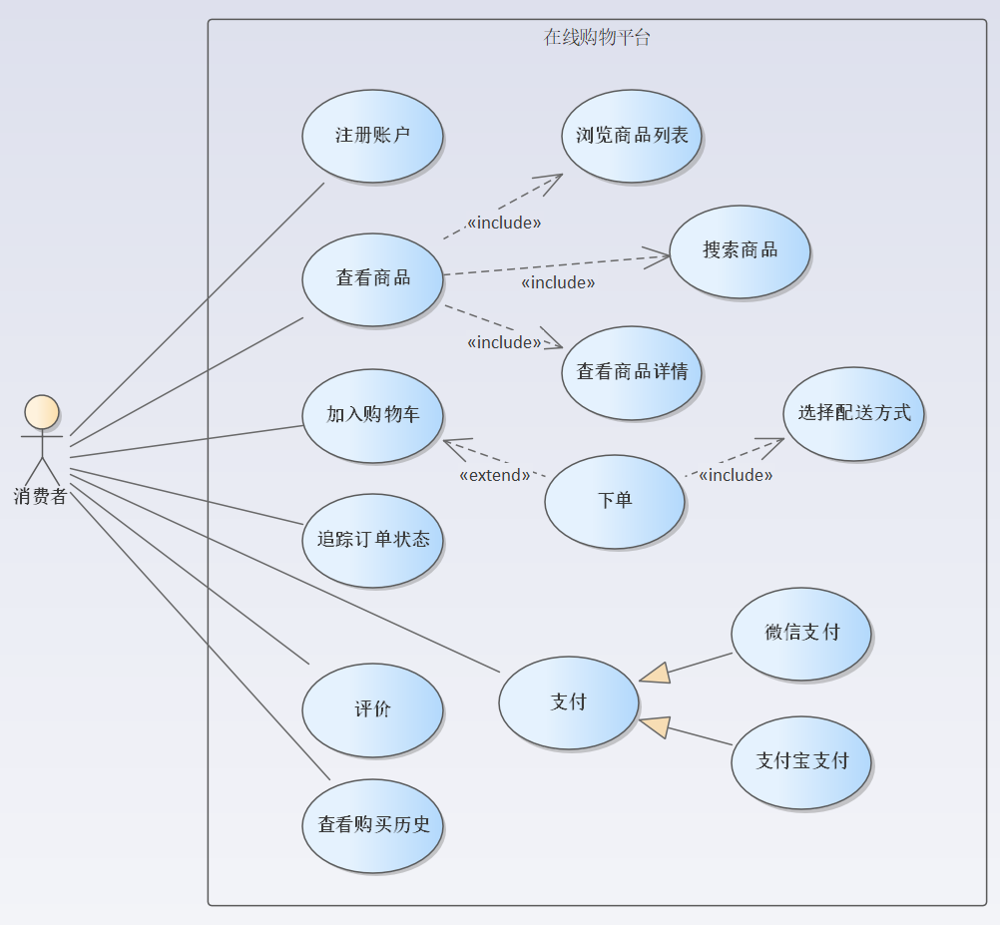 在线购物平台
注册账户
浏览商品列表
«include»
搜索商品
查看商品
«include»
«include»
查看商品详情
加入购物车
选择配送方式
«extend»
«include»
下单
消费者
追踪订单状态
微信支付
支付
评价
支付宝支付
查看购买历史